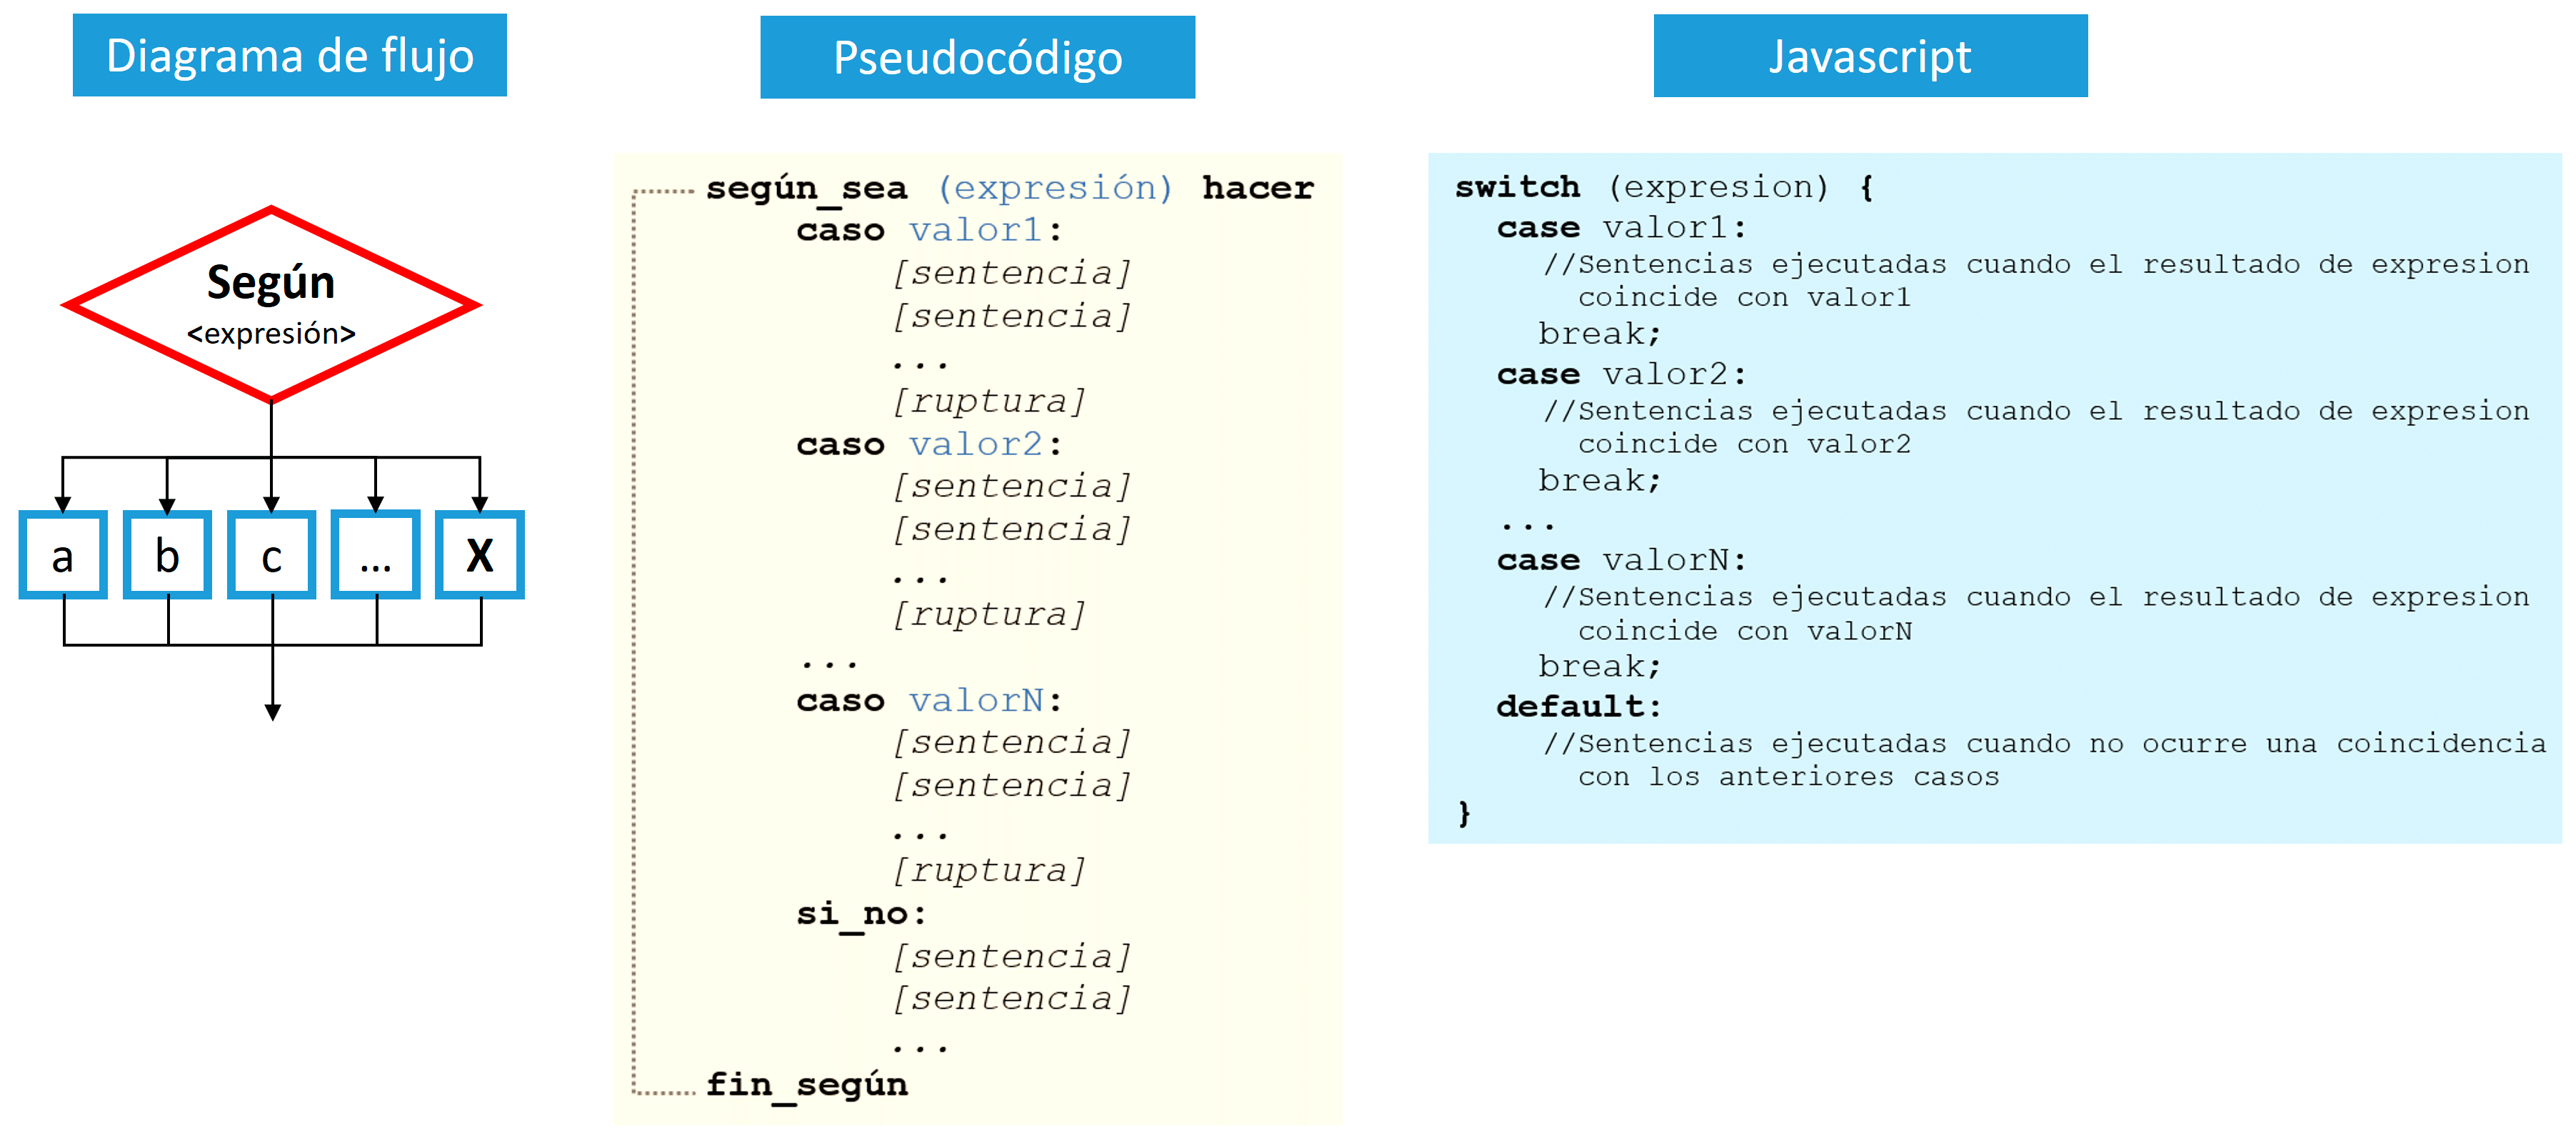 Diagrama de flujo
Según
<expresión>
a
b
c
...
X
Pseudocódigo
según_sea (expresión) hacer
caso valor1:
[sentencia]
[sentencia]
...
[ruptura]
caso valor2:
[sentencia]
[sentencia]
...
[ruptura]
...
caso valorN:
[sentencia]
[sentencia]
...
[ruptura]
si_no:
[sentencia]
[sentencia]
...
fin_según
Javascript
switch (expresion) {
case valor1:
//Sentencias ejecutadas cuando el resultado de expresion
coincide con valor1
break;
case valor2:
//Sentencias ejecutadas cuando el resultado de expresion
coincide con valor2
break;
...
case valorN:
//Sentencias ejecutadas cuando el resultado de expresion
coincide con valorN
break;
default:
//Sentencias ejecutadas cuando no ocurre una coincidencia
con los anteriores casos
}